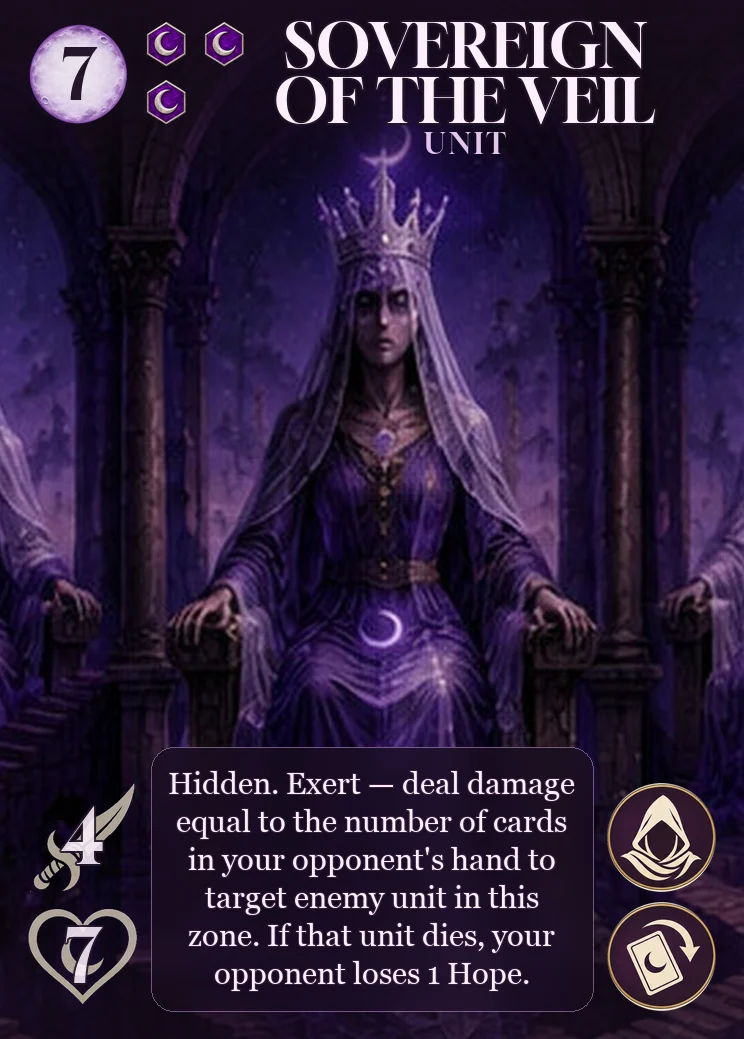 7
SOVEREIGN
OF THE VEIL
UNIT
Hidden. Exert — deal damage
equal to the number of cards
in your opponent's hand to
target enemy unit in this
zone. If that unit dies, your
opponent loses 1 Hope.
4
7